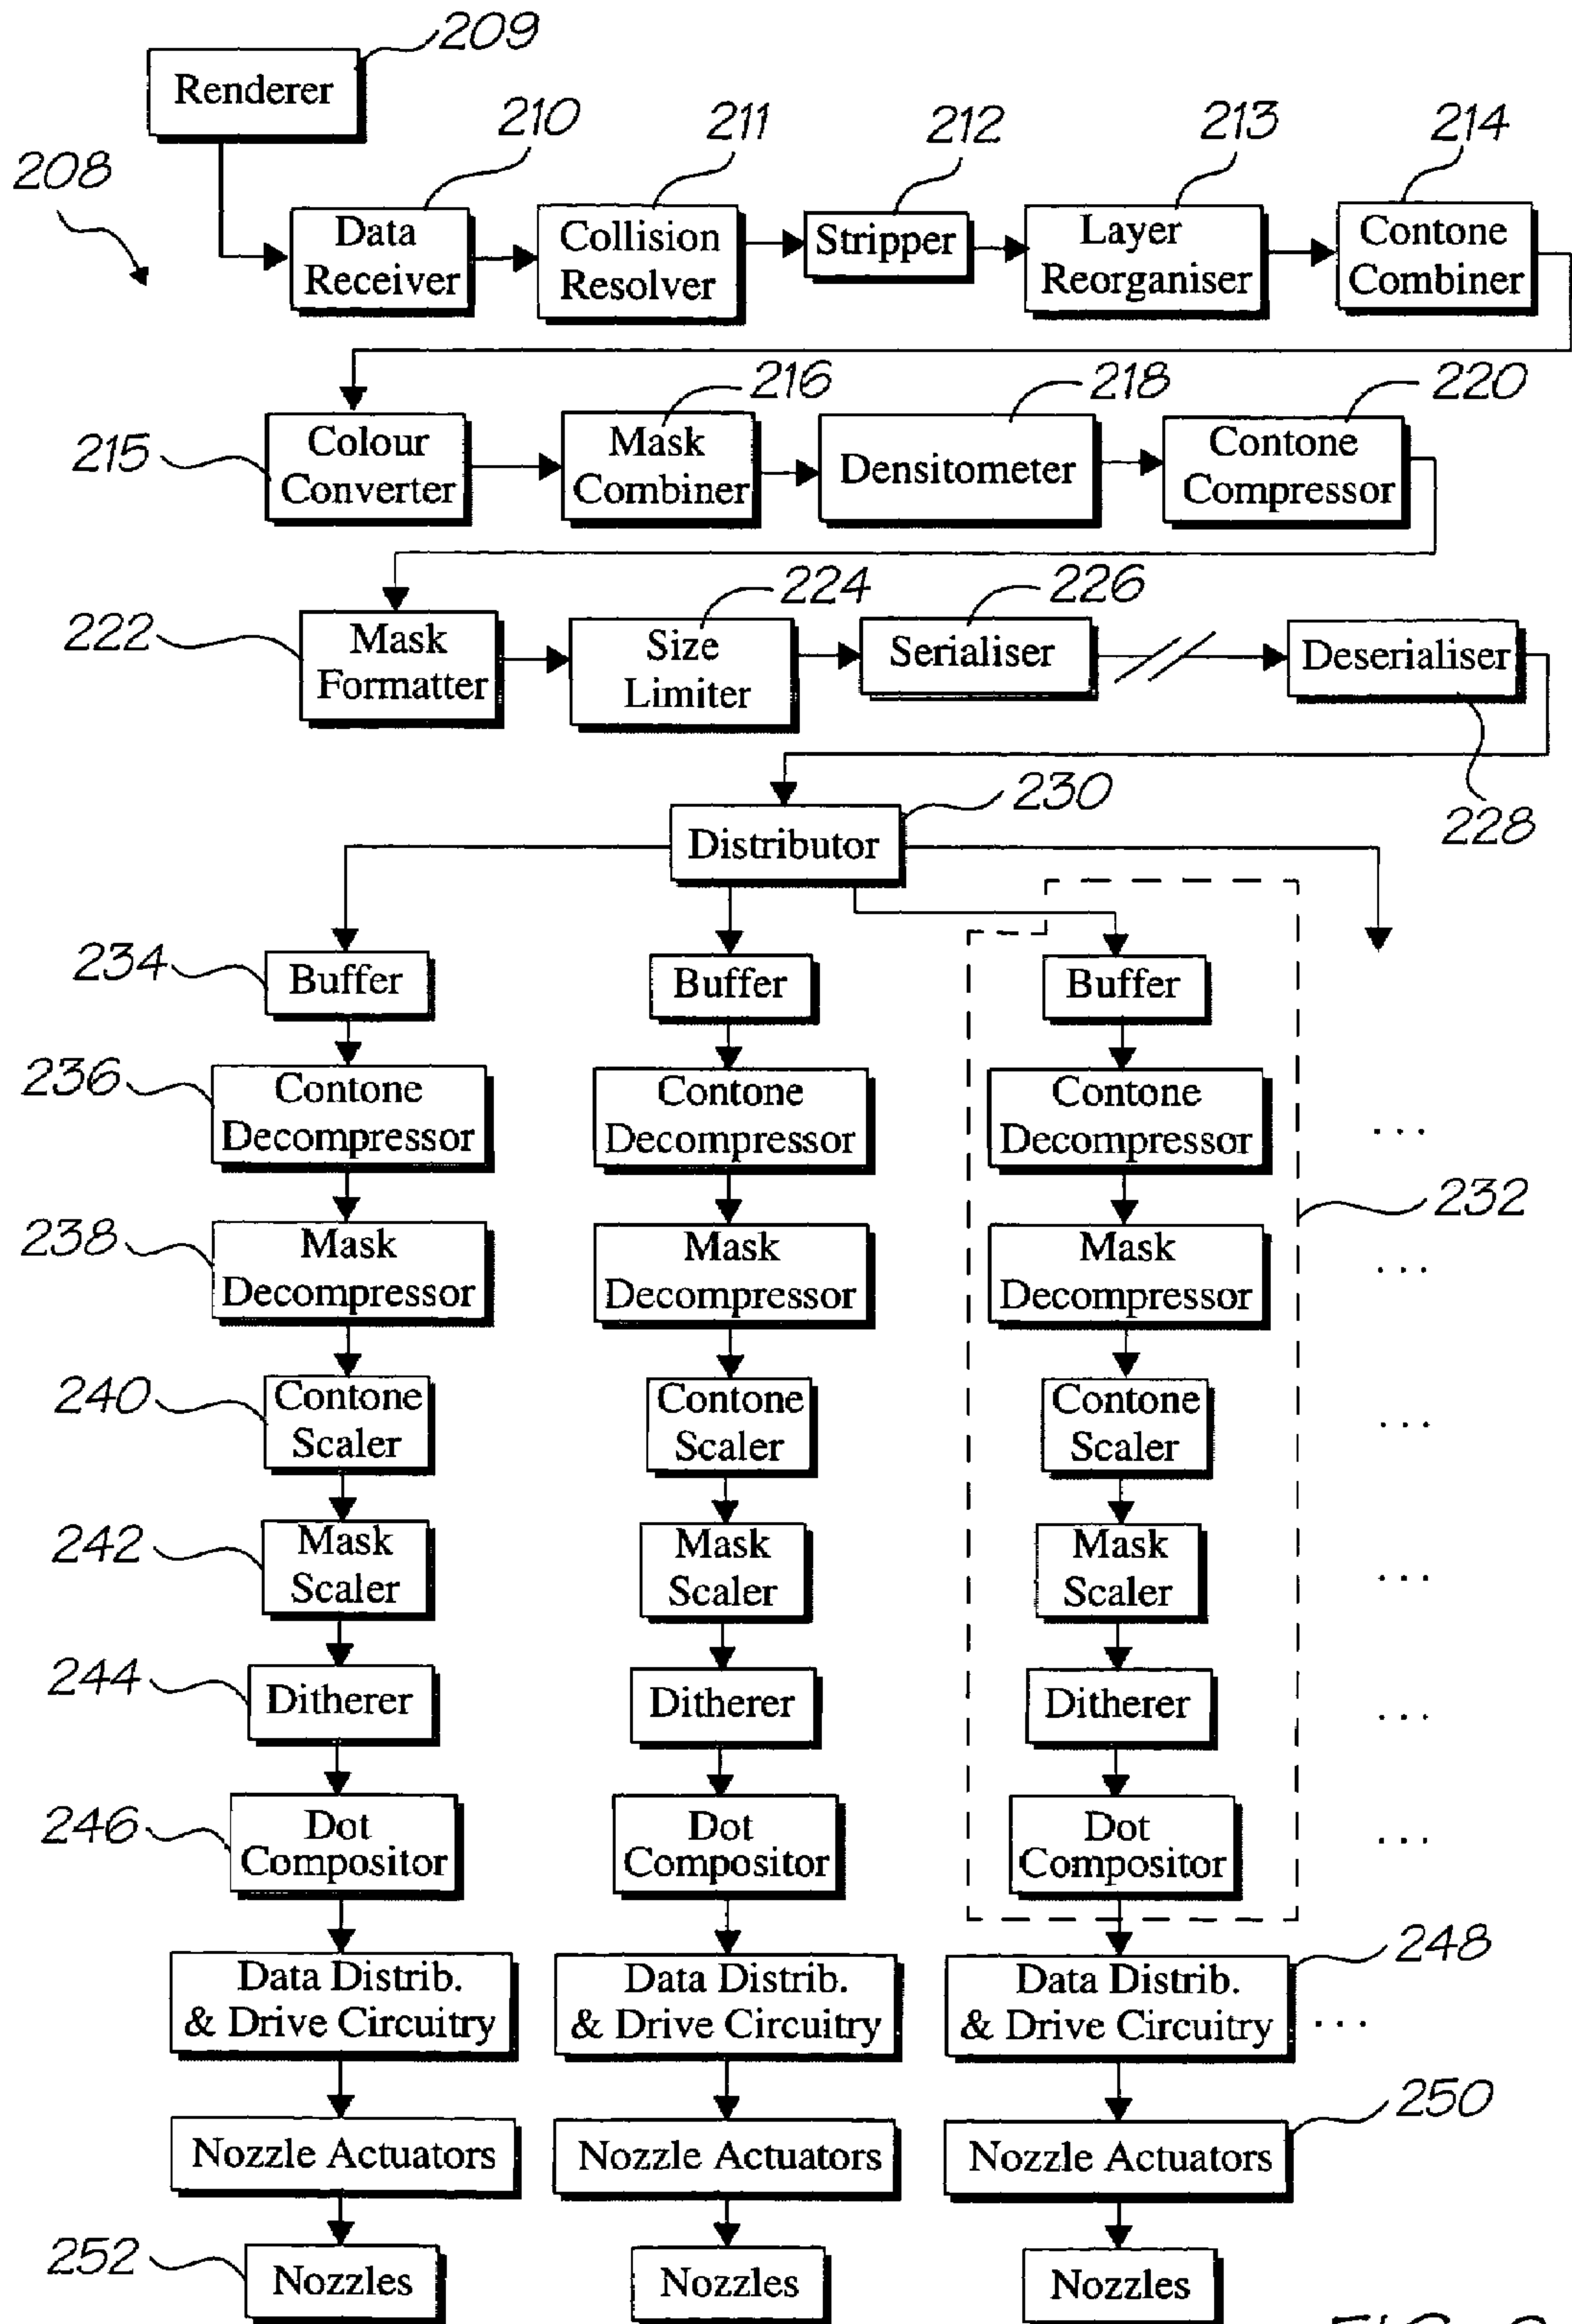 209
Renderer
210
211
212
213
214
208
Data
Receiver
Collision
Resolver
Stripper
Layer
Reorganiser
Contone
Combiner
216
218
220
215
Colour
Converter
Mask
Combiner
Densitometer
Contone
Compressor
224
226
222
Mask
Formatter
Size
Limiter
Serialiser
Deserialiser
228
230
Distributor
234
Buffer
Buffer
Buffer
236
Contone
Decompressor
Contone
Decompressor
Contone
Decompressor
...
232
238
Mask
Decompressor
Mask
Decompressor
Mask
Decompressor
...
240
Contone
Scaler
Contone
Scaler
Contone
Scaler
...
242
Mask
Scaler
Mask
Scaler
Mask
Scaler
...
244
Ditherer
Ditherer
Ditherer
...
246
Dot
Compositor
Dot
Compositor
Dot
Compositor
...
248
Data Distrib.
& Drive Circuitry
Data Distrib.
& Drive Circuitry
Data Distrib.
& Drive Circuitry
...
250
Nozzle Actuators
Nozzle Actuators
Nozzle Actuators
252
Nozzles
Nozzles
Nozzles